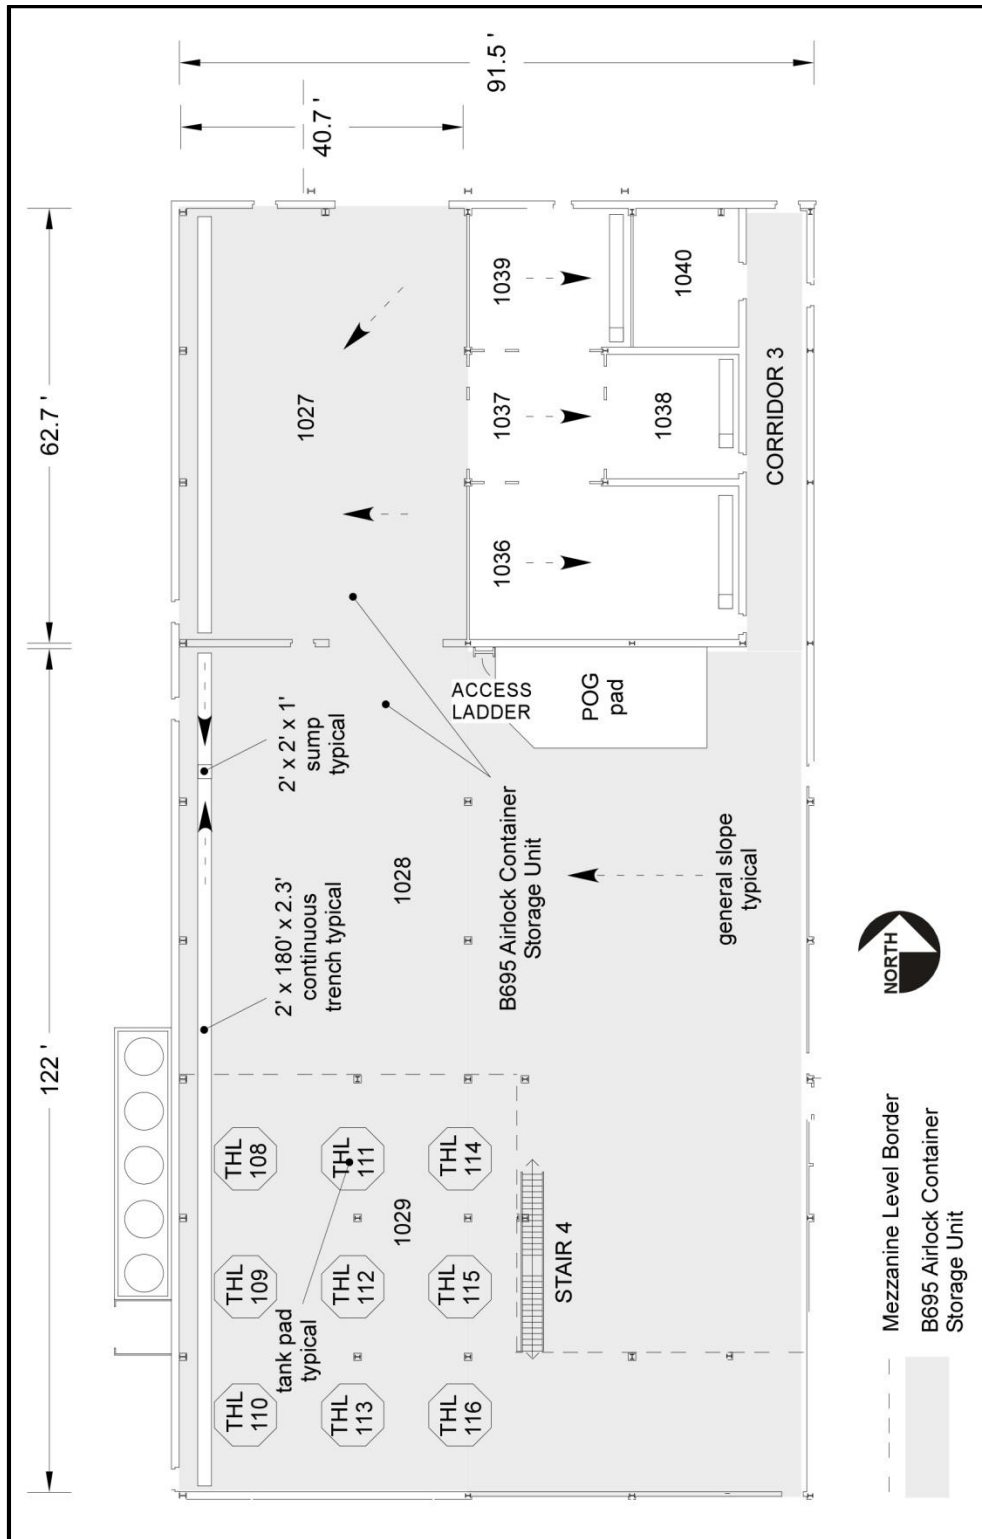 122 '
62.7 '
40.7 '
91.5 '
THL
110
THL
109
THL
108
THL
113
THL
112
THL
111
THL
116
THL
115
THL
114
tank pad
typical
1029
STAIR 4
2' x 180' x 2.3'
continuous
trench typical
2' x 2' x 1'
sump
typical
1028
1027
ACCESS
LADDER
POG
pad
B695 Airlock Container
Storage Unit
general slope
typical
1036
1037
1039
1038
1040
CORRIDOR 3
Mezzanine Level Border
B695 Airlock Container
Storage Unit
NORTH